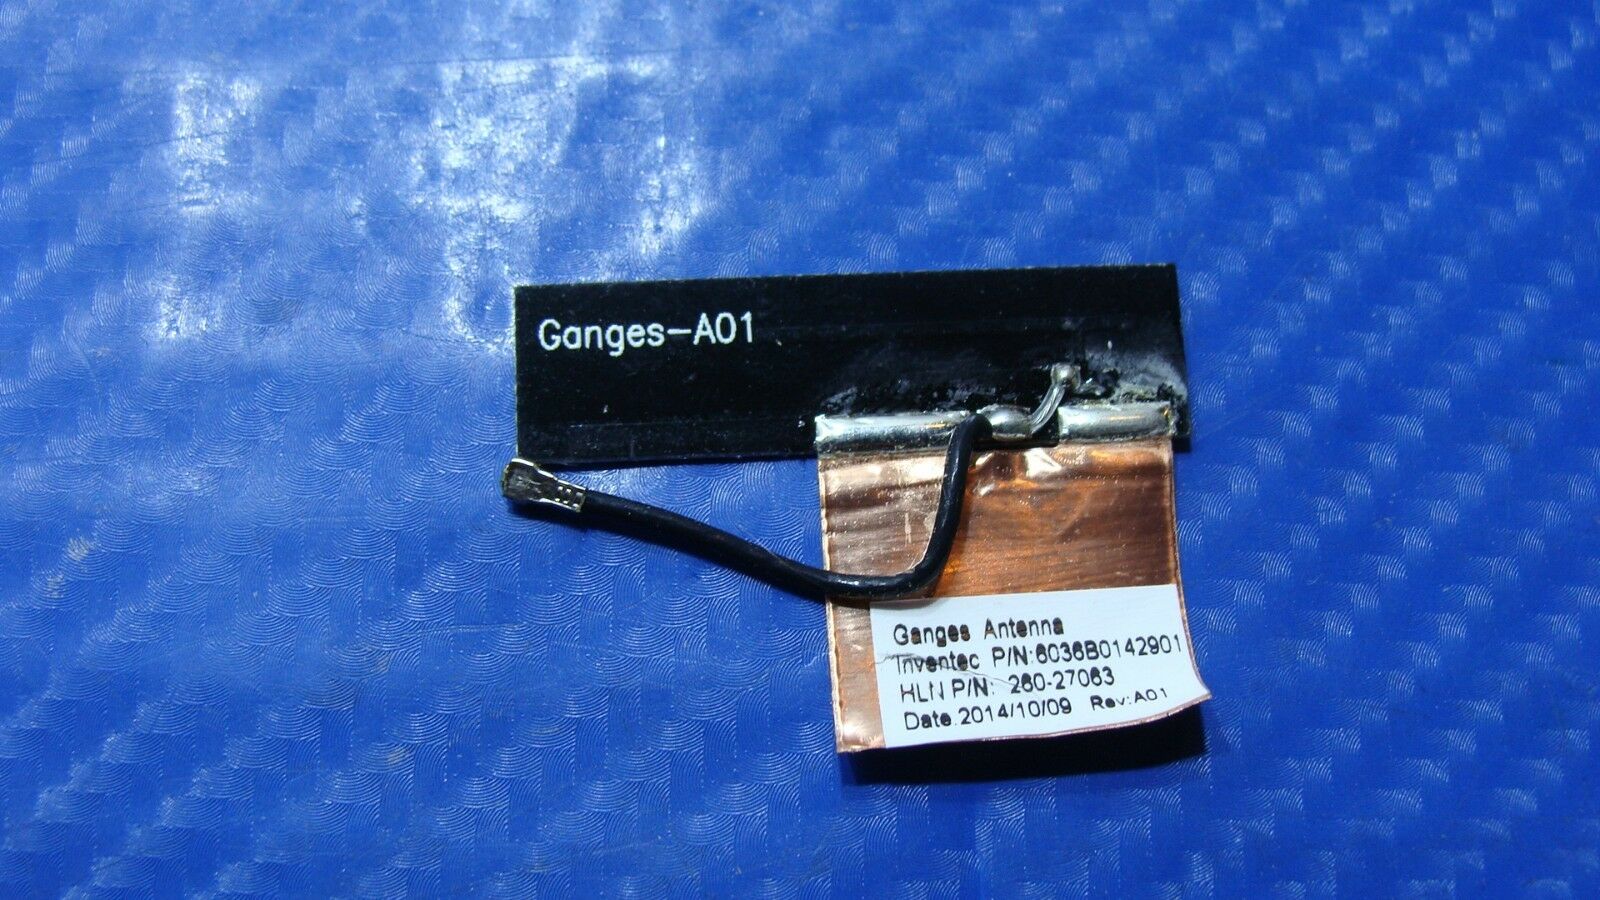 Ganges-A01
Ganges Antenna
Inventec P/N:6036B0142901
HLN P/N: 260-27063
Date.2014/10/09 Rev:A01